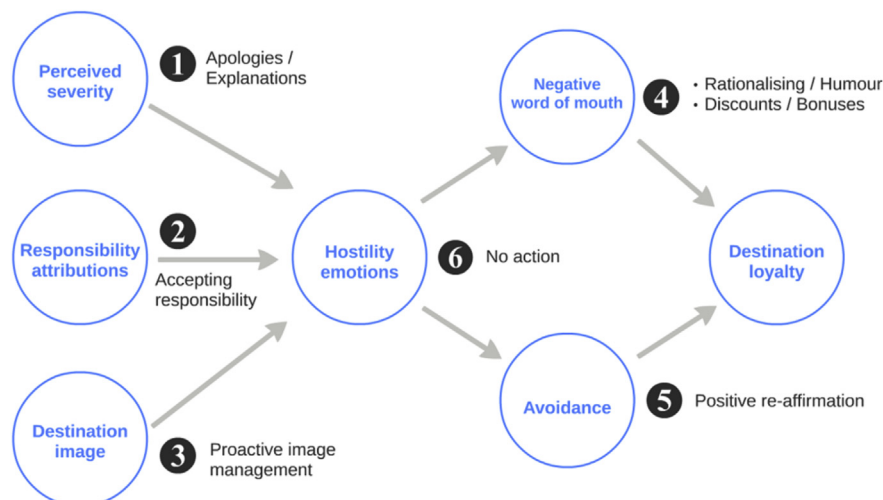 Perceived
severity
1
Apologies /
Explanations
Negative
word of mouth
4
• Rationalising / Humour
• Discounts / Bonuses
Responsibility
attributions
2
Accepting
responsibility
Hostility
emotions
6
No action
Destination
loyalty
Destination
image
3
Proactive image
management
Avoidance
5
Positive re-affirmation